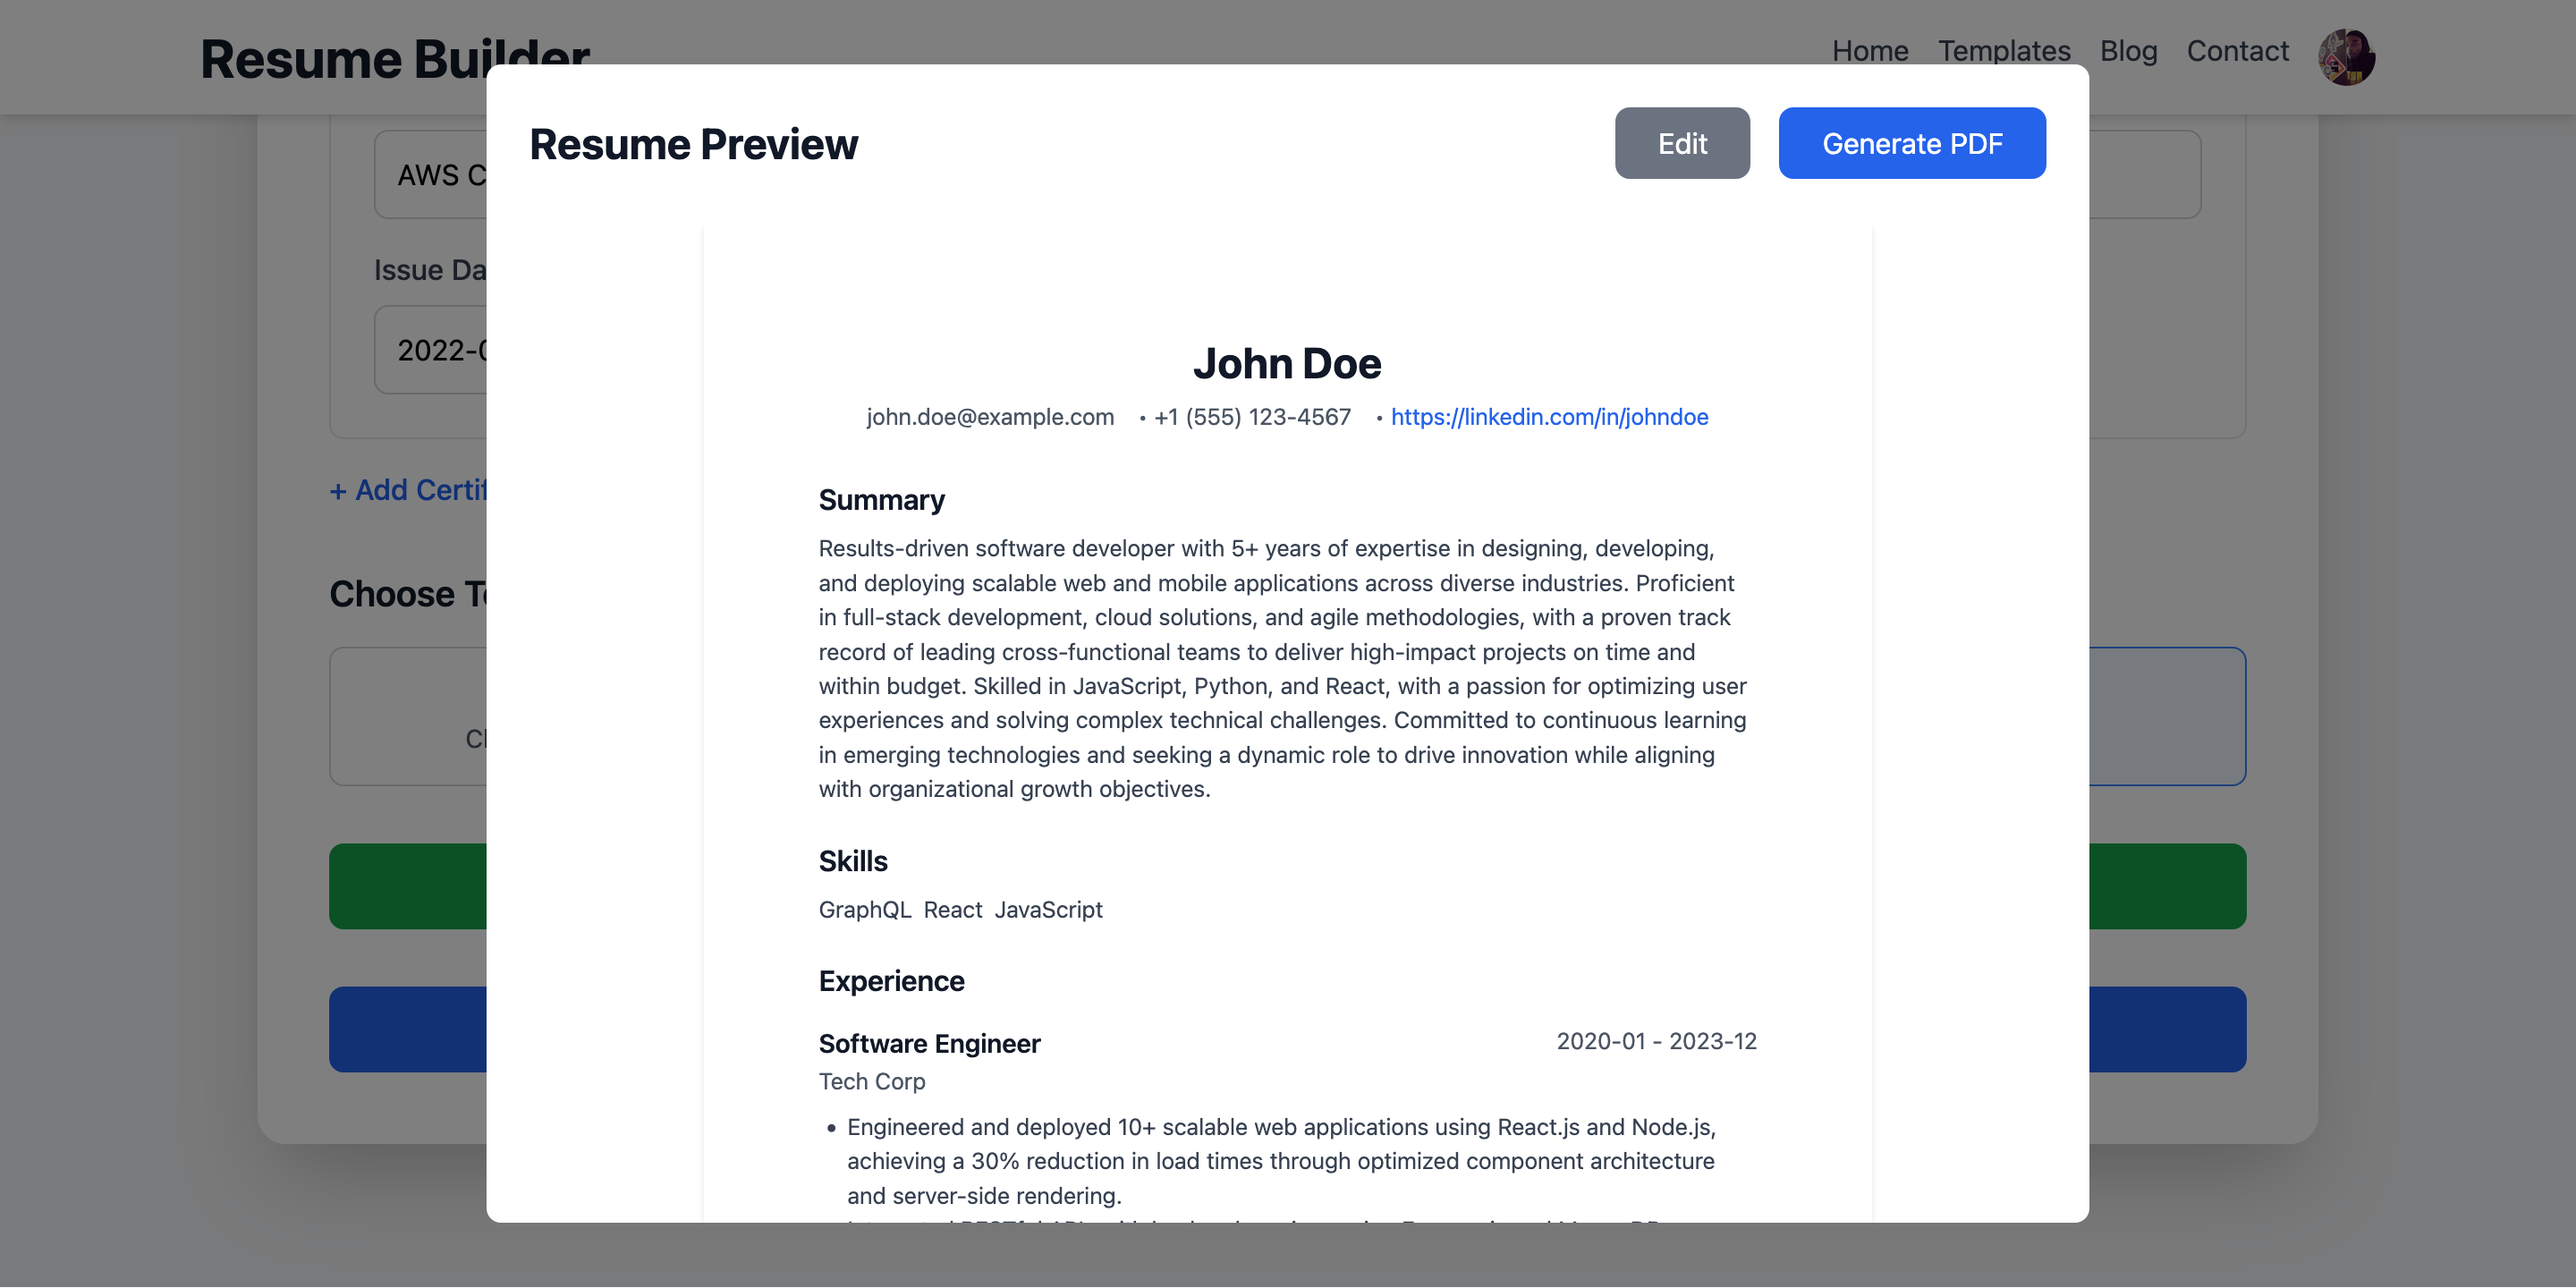 Resume Builder
Home Templates Blog Contact
Resume Preview
Edit
Generate PDF
AWS C
Issue Da
2022-0
+ Add Certif
Choose Te
John Doe
john.doe@example.com • +1 (555) 123-4567 • https://linkedin.com/in/johndoe
Summary
Results-driven software developer with 5+ years of expertise in designing, developing,
and deploying scalable web and mobile applications across diverse industries. Proficient
in full-stack development, cloud solutions, and agile methodologies, with a proven track
record of leading cross-functional teams to deliver high-impact projects on time and
within budget. Skilled in JavaScript, Python, and React, with a passion for optimizing user
experiences and solving complex technical challenges. Committed to continuous learning
in emerging technologies and seeking a dynamic role to drive innovation while aligning
with organizational growth objectives.
Skills
GraphQL React JavaScript
Experience
Software Engineer
2020-01 - 2023-12
Tech Corp
• Engineered and deployed 10+ scalable web applications using React.js and Node.js,
achieving a 30% reduction in load times through optimized component architecture
and server-side rendering.